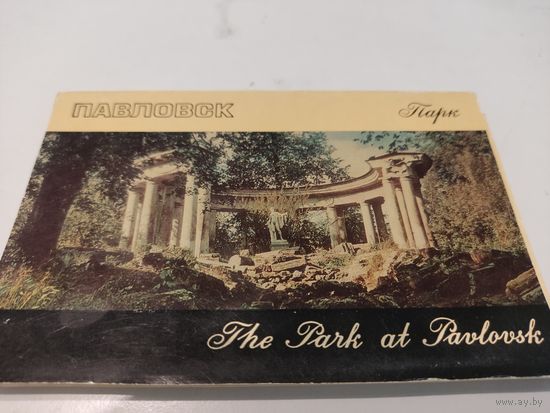 ПАВЛОВСК Парк
The Park at Pavlovsk
www.ay.by